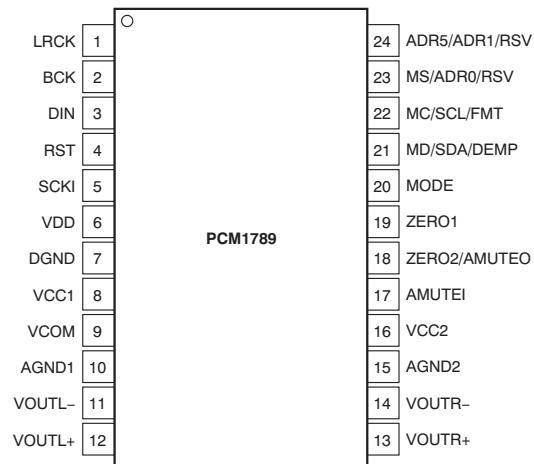 LRCK 1 24 ADR5/ADR1/RSV
BCK 2 23 MS/ADR0/RSV
DIN 3 22 MC/SCL/FMT
RST 4 21 MD/SDA/DEMP
SCKI 5 20 MODE
VDD 6 19 ZERO1
PCM1789
DGND 7 18 ZERO2/AMUTEO
VCC1 8 17 AMUTEI
VCOM 9 16 VCC2
AGND1 10 15 AGND2
VOUTL− 11 14 VOUTR−
VOUTL+ 12 13 VOUTR+